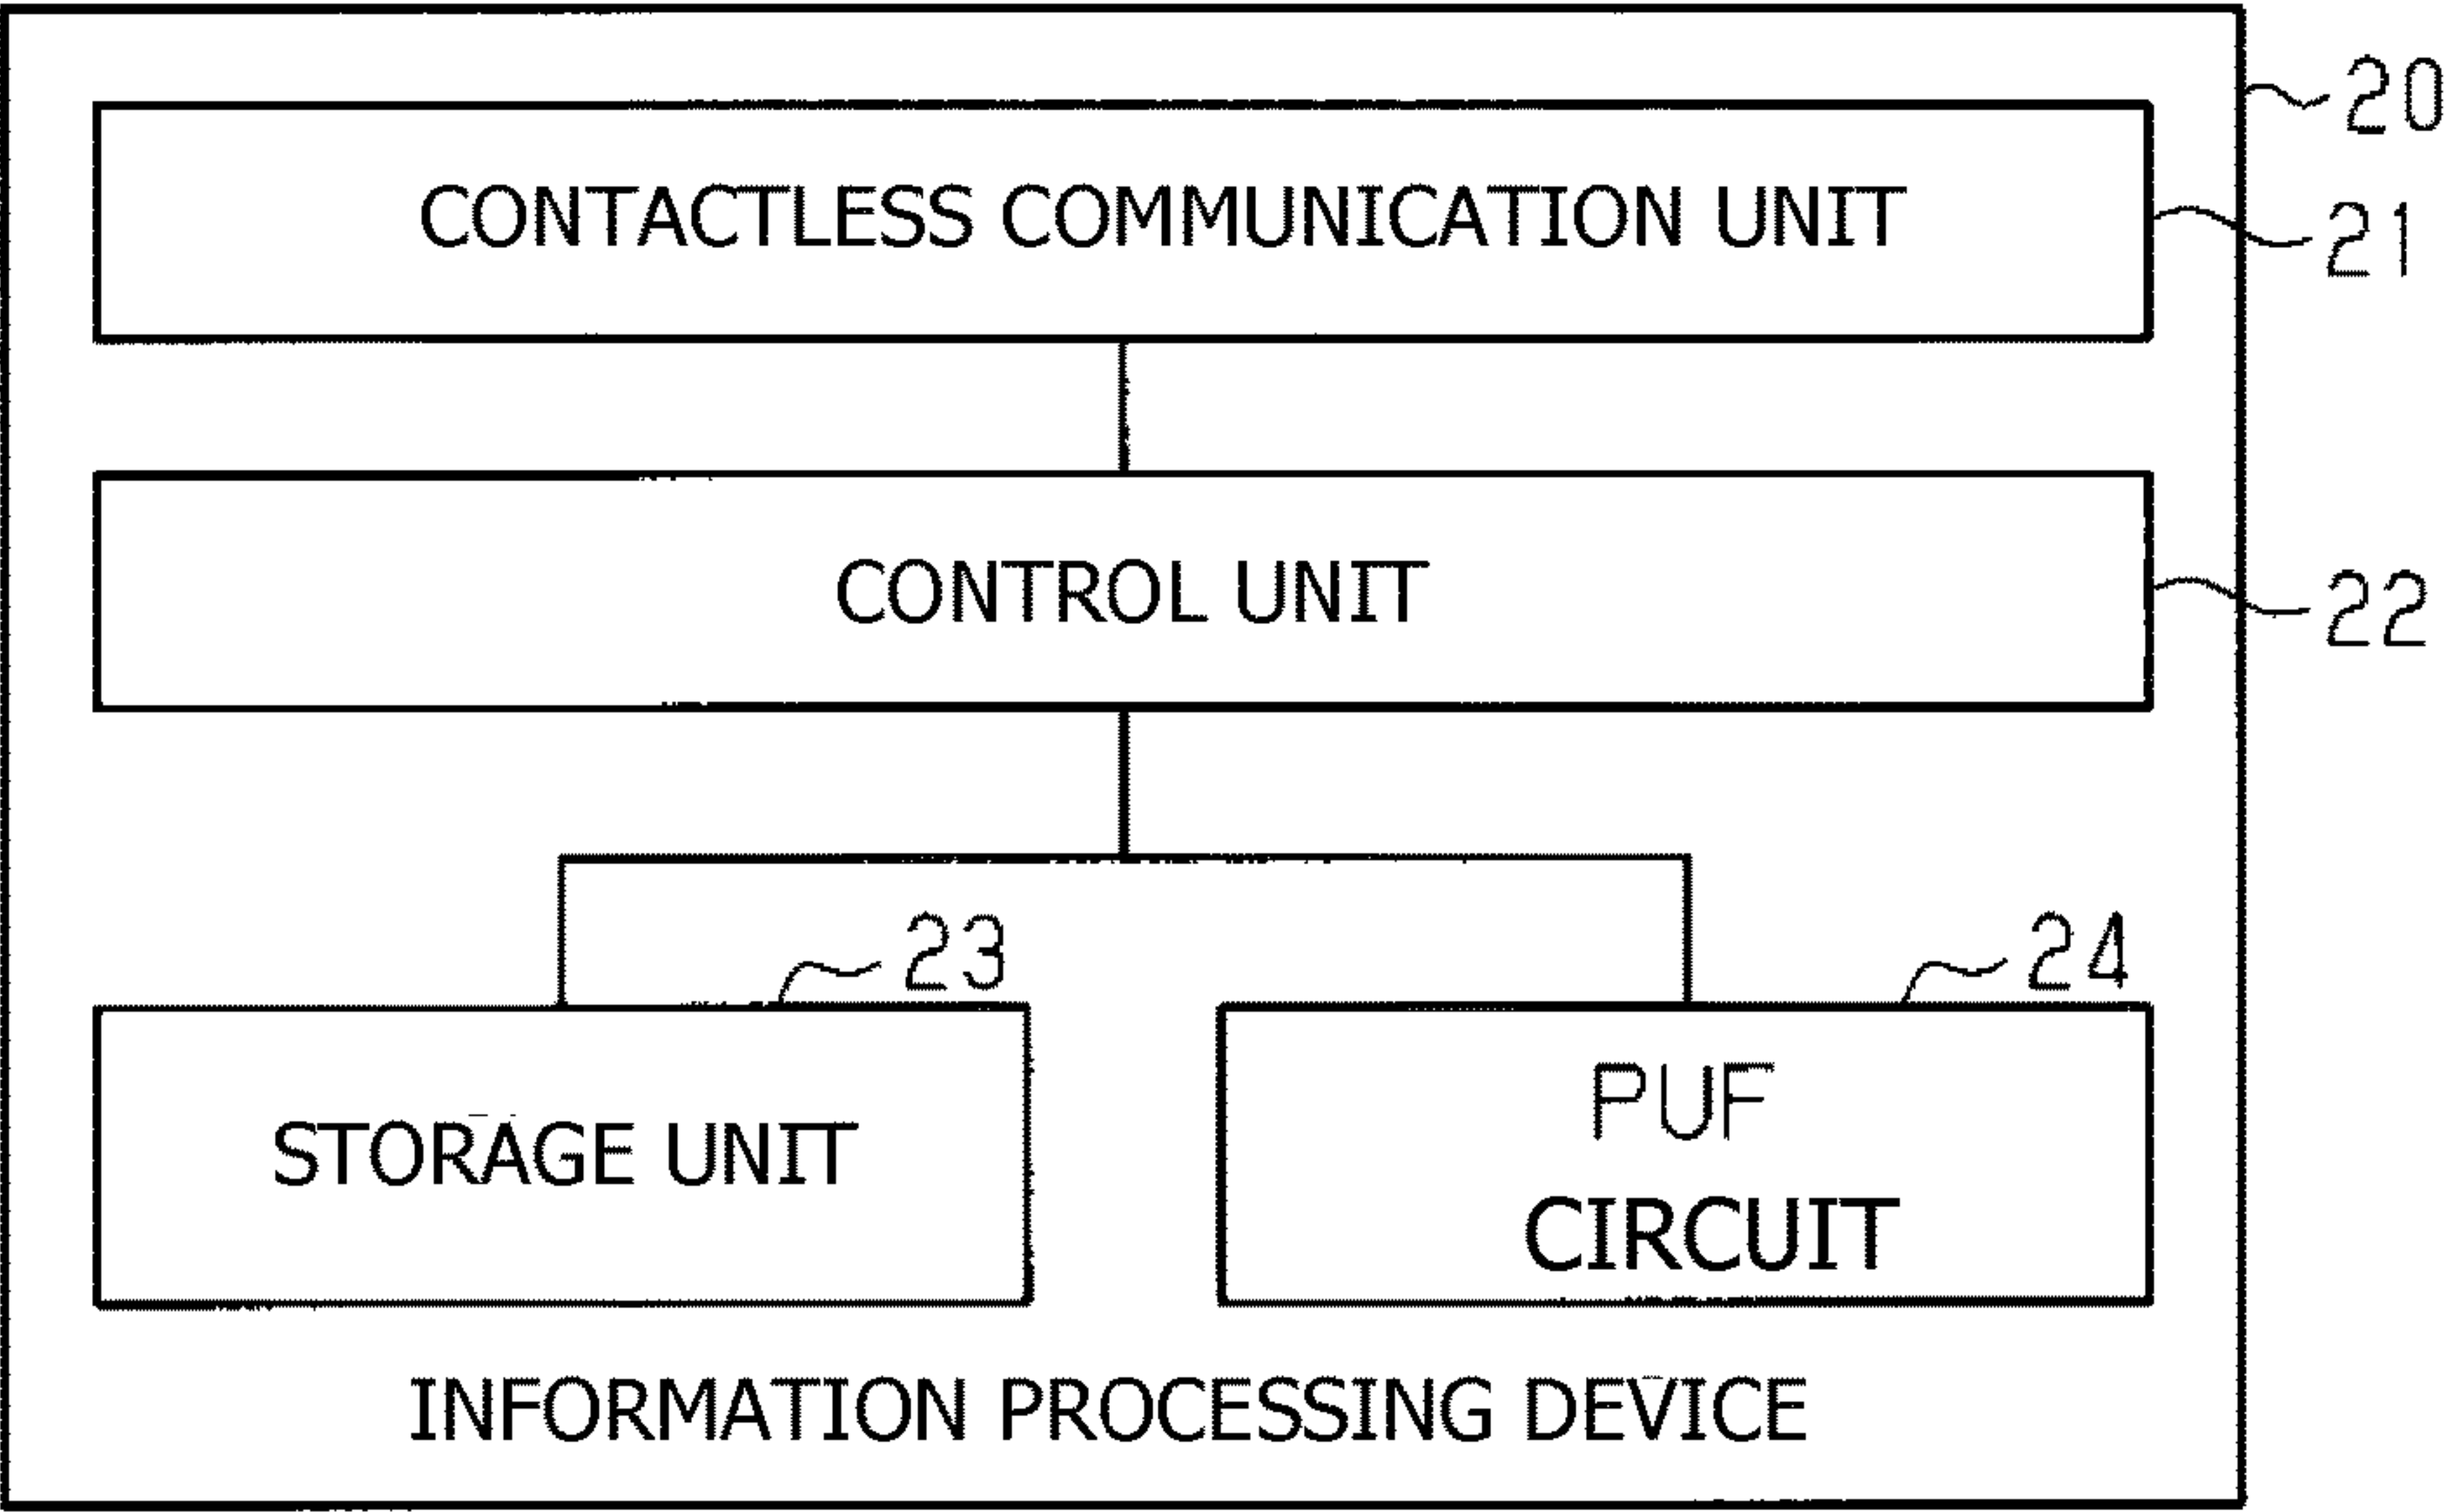 20
CONTACTLESS COMMUNICATION UNIT
21
CONTROL UNIT
22
23
24
STORAGE UNIT
PUF
CIRCUIT
INFORMATION PROCESSING DEVICE